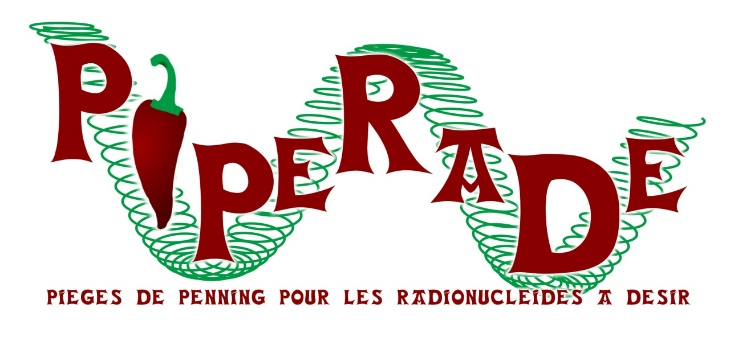 PIPERADE
PIEGES DE PENNING POUR LES RADIONUCLEIDES A DESIR